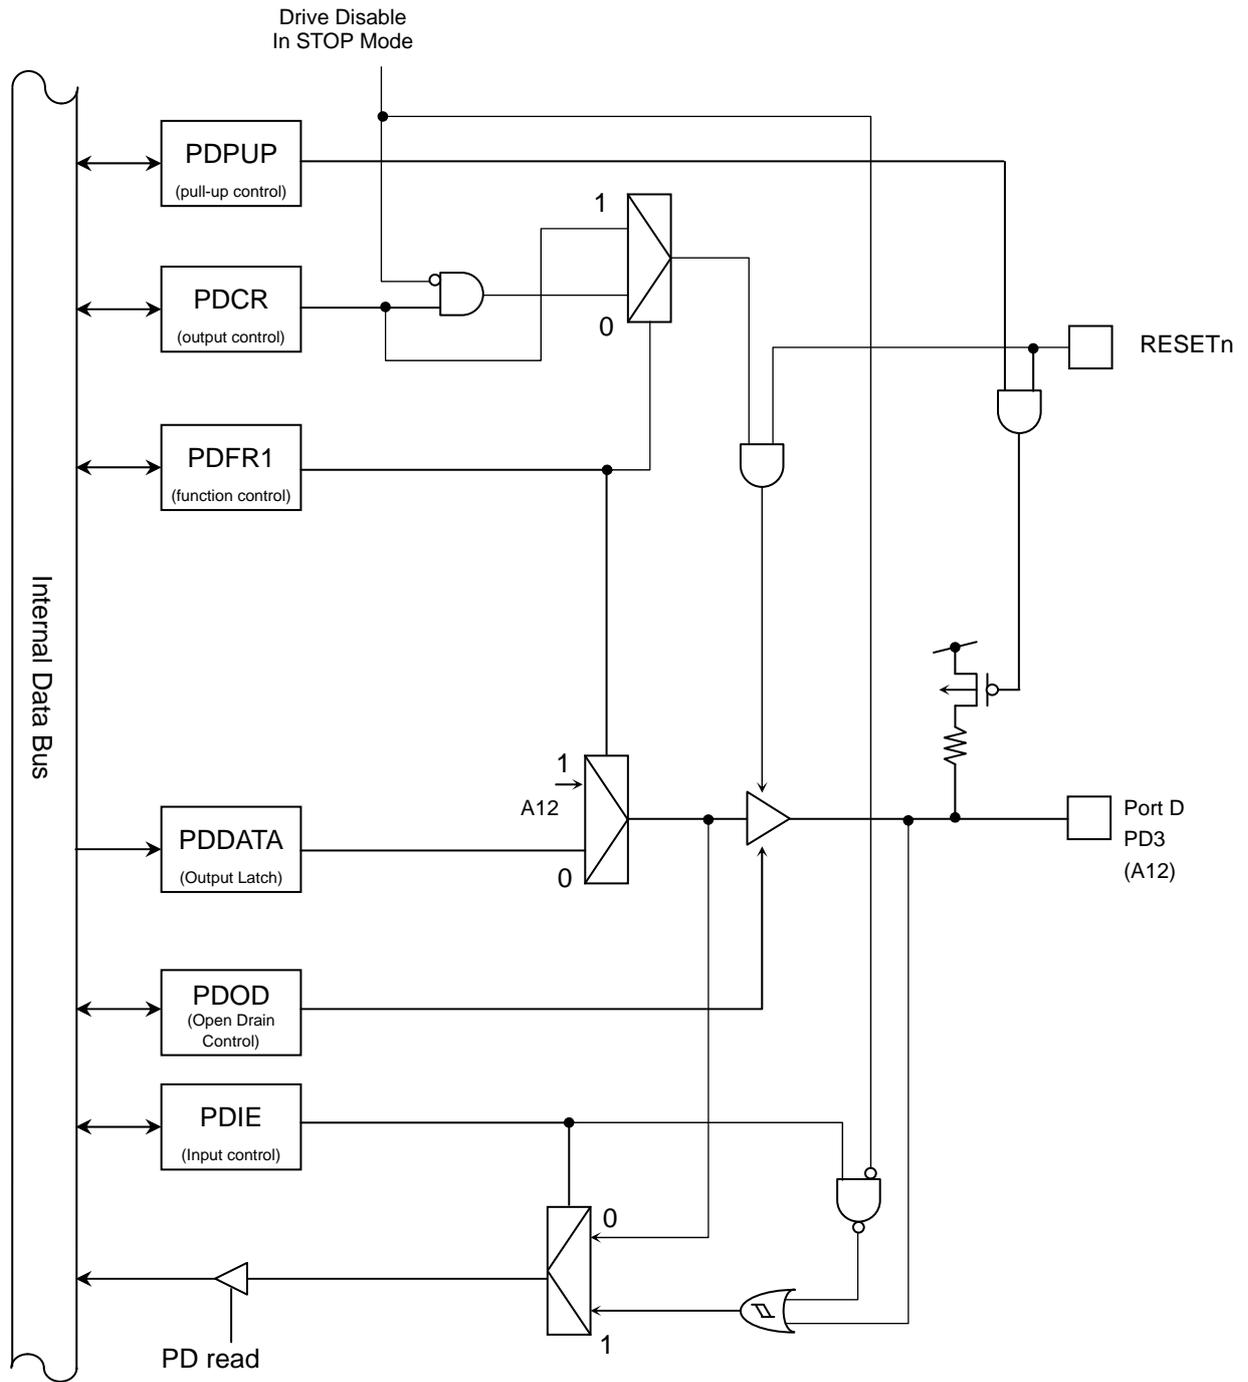 Drive Disable
In STOP Mode
PDPUP
(pull-up control)
1
PDCR
(output control)
0
RESETn
PDFR1
(function control)
Internal Data Bus
1
A12
PDDATA
(Output Latch)
0
Port D
PD3
(A12)
PDOD
(Open Drain
Control)
PDIE
(Input control)
0
1
PD read